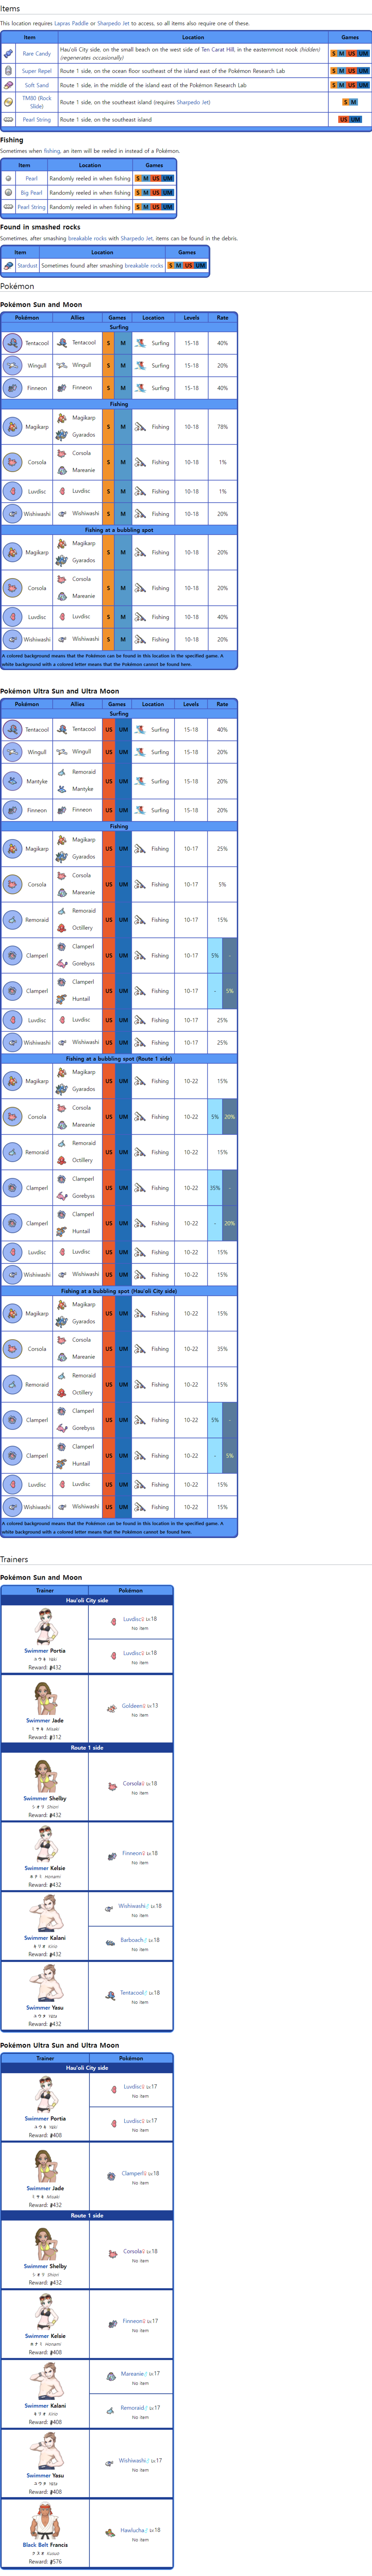 Items
This location requires Lapras Paddle or Sharpedo Jet to access, so all items also require one of these.
Item Location Games
Rare Candy Hau'oli City side, on the small beach on the west side of Ten Carat Hill, in the easternmost nook (hidden) (regenerates occasionally) S M US UM
Super Repel Route 1 side, on the ocean floor southeast of the island east of the Pokémon Research Lab S M US UM
Soft Sand Route 1 side, in the middle of the island east of the Pokémon Research Lab S M US UM
TM80 (Rock Slide) Route 1 side, on the southeast island (requires Sharpedo Jet) S M
Pearl String Route 1 side, on the southeast island US UM
Fishing
Sometimes when fishing, an item will be reeled in instead of a Pokémon.
Item Location Games
Pearl Randomly reeled in when fishing S M US UM
Big Pearl Randomly reeled in when fishing S M US UM
Pearl String Randomly reeled in when fishing S M US UM
Found in smashed rocks
Sometimes, after smashing breakable rocks with Sharpedo Jet, items can be found in the debris.
Item Location Games
Stardust Sometimes found after smashing breakable rocks S M US UM
Pokémon
Pokémon Sun and Moon
Pokémon Allies Games Location Levels Rate
Surfing
Tentacool Tentacool S M Surfing 15-18 40%
Wingull Wingull S M Surfing 15-18 20%
Finneon Finneon S M Surfing 15-18 40%
Fishing
Magikarp Magikarp Gyarados S M Fishing 10-18 78%
Corsola Corsola Mareanie S M Fishing 10-18 1%
Luvdisc Luvdisc S M Fishing 10-18 1%
Wishiwashi Wishiwashi S M Fishing 10-18 20%
Fishing at a bubbling spot
Magikarp Magikarp Gyarados S M Fishing 10-18 20%
Corsola Corsola Mareanie S M Fishing 10-18 20%
Luvdisc Luvdisc S M Fishing 10-18 40%
Wishiwashi Wishiwashi S M Fishing 10-18 20%
A colored background means that the Pokémon can be found in this location in the specified game. A
white background with a colored letter means that the Pokémon cannot be found here.
Pokémon Ultra Sun and Ultra Moon
Pokémon Allies Games Location Levels Rate
Surfing
Tentacool Tentacool US UM Surfing 15-18 40%
Wingull Wingull US UM Surfing 15-18 20%
Mantyke Remoraid Mantyke US UM Surfing 15-18 20%
Finneon Finneon US UM Surfing 15-18 20%
Fishing
Magikarp Magikarp Gyarados US UM Fishing 10-17 25%
Corsola Corsola Mareanie US UM Fishing 10-17 5%
Remoraid Remoraid Octillery US UM Fishing 10-17 15%
Clamperl Clamperl Gorebyss US UM Fishing 10-17 5% -
Clamperl Clamperl Huntail US UM Fishing 10-17 - 5%
Luvdisc Luvdisc US UM Fishing 10-17 25%
Wishiwashi Wishiwashi US UM Fishing 10-17 25%
Fishing at a bubbling spot (Route 1 side)
Magikarp Magikarp Gyarados US UM Fishing 10-22 15%
Corsola Corsola Mareanie US UM Fishing 10-22 5% 20%
Remoraid Remoraid Octillery US UM Fishing 10-22 15%
Clamperl Clamperl Gorebyss US UM Fishing 10-22 35% -
Clamperl Clamperl Huntail US UM Fishing 10-22 - 20%
Luvdisc Luvdisc US UM Fishing 10-22 15%
Wishiwashi Wishiwashi US UM Fishing 10-22 15%
Fishing at a bubbling spot (Hau'oli City side)
Magikarp Magikarp Gyarados US UM Fishing 10-22 15%
Corsola Corsola Mareanie US UM Fishing 10-22 35%
Remoraid Remoraid Octillery US UM Fishing 10-22 15%
Clamperl Clamperl Gorebyss US UM Fishing 10-22 5% -
Clamperl Clamperl Huntail US UM Fishing 10-22 - 5%
Luvdisc Luvdisc US UM Fishing 10-22 15%
Wishiwashi Wishiwashi US UM Fishing 10-22 15%
A colored background means that the Pokémon can be found in this location in the specified game. A
white background with a colored letter means that the Pokémon cannot be found here.
Trainers
Pokémon Sun and Moon
Trainer Pokémon
Hau'oli City side
Luvdisc♀ Lv.18
No item
Swimmer Portia
Reward: 432
Luvdisc♀ Lv.18
No item
Swimmer Jade
ミサキ Misaki
Reward: 312
Goldeen♀ Lv.13
No item
Route 1 side
Swimmer Shelby
シオリ Shiori
Reward: 432
Corsola♀ Lv.18
No item
Swimmer Kelsie
ホナミ Honami
Reward: 432
Finneon♀ Lv.18
No item
Swimmer Kalani
Reward: 432
Wishiwashi♂ Lv.18
No item
Barboach♂ Lv.18
No item
Swimmer Yasu
Reward: 432
Tentacool♂ Lv.18
No item
Pokémon Ultra Sun and Ultra Moon
Trainer Pokémon
Hau'oli City side
Swimmer Portia
Reward: 408
Luvdisc♀ Lv.17
No item
Luvdisc♀ Lv.17
No item
Swimmer Jade
ミサキ Misaki
Reward: 432
Clamperl♀ Lv.18
No item
Route 1 side
Swimmer Shelby
シオリ Shiori
Reward: 432
Corsola♀ Lv.18
No item
Swimmer Kelsie
ホナミ Honami
Reward: 408
Finneon♀ Lv.17
No item
Swimmer Kalani
Reward: 408
Mareanie♂ Lv.17
No item
Remoraid♂ Lv.17
No item
Swimmer Yasu
Reward: 408
Wishiwashi♂ Lv.17
No item
Black Belt Francis
Reward: 576
Hawlucha♂ Lv.18
No item